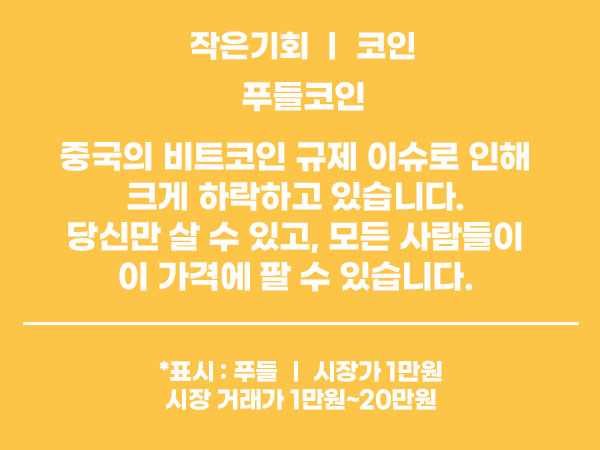 작은기회 | 코인
푸들코인
중국의 비트코인 규제 이슈로 인해
크게 하락하고 있습니다.
당신만 살 수 있고, 모든 사람들이
이 가격에 팔 수 있습니다.
*표시 : 푸들 | 시장가 1만원
시장 거래가 1만원~20만원